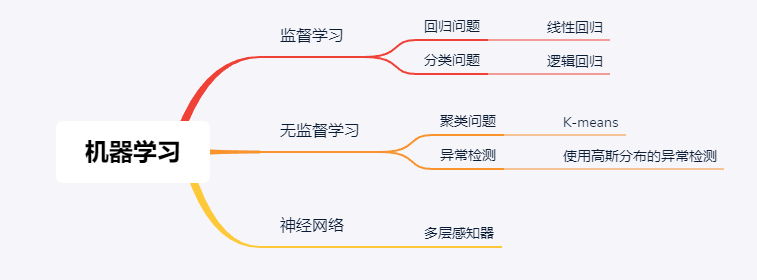 机器学习
监督学习
回归问题
线性回归
分类问题
逻辑回归
无监督学习
聚类问题
K-means
异常检测
使用高斯分布的异常检测
神经网络
多层感知器